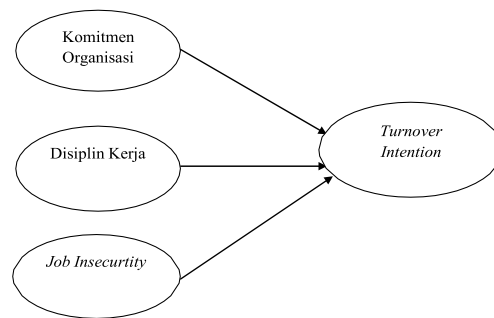 Komitmen
Organisasi
Turnover
Intention
Disiplin Kerja
Job Insecurtity